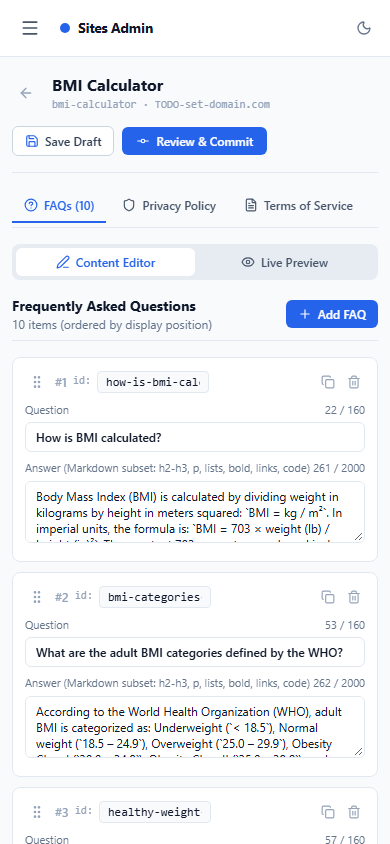 Sites Admin
BMI Calculator
bmi-calculator · TODO-set-domain.com
Save Draft
Review & Commit
FAQs (10)
Privacy Policy
Terms of Service
Content Editor
Live Preview
Frequently Asked Questions
10 items (ordered by display position)
Add FAQ
#1 id: how-is-bmi-cal
Question 22 / 160
How is BMI calculated?
Answer (Markdown subset: h2-h3, p, lists, bold, links, code) 261 / 2000
Body Mass Index (BMI) is calculated by dividing weight in
kilograms by height in meters squared: `BMI = kg / m²`. In
imperial units, the formula is: `BMI = 703 × weight (lb) /
#2 id: bmi-categories
Question 53 / 160
What are the adult BMI categories defined by the WHO?
Answer (Markdown subset: h2-h3, p, lists, bold, links, code) 262 / 2000
According to the World Health Organization (WHO), adult
BMI is categorized as: Underweight (`< 18.5`), Normal
weight (`18.5 – 24.9`), Overweight (`25.0 – 29.9`), Obesity
#3 id: healthy-weight
Question 57 / 160